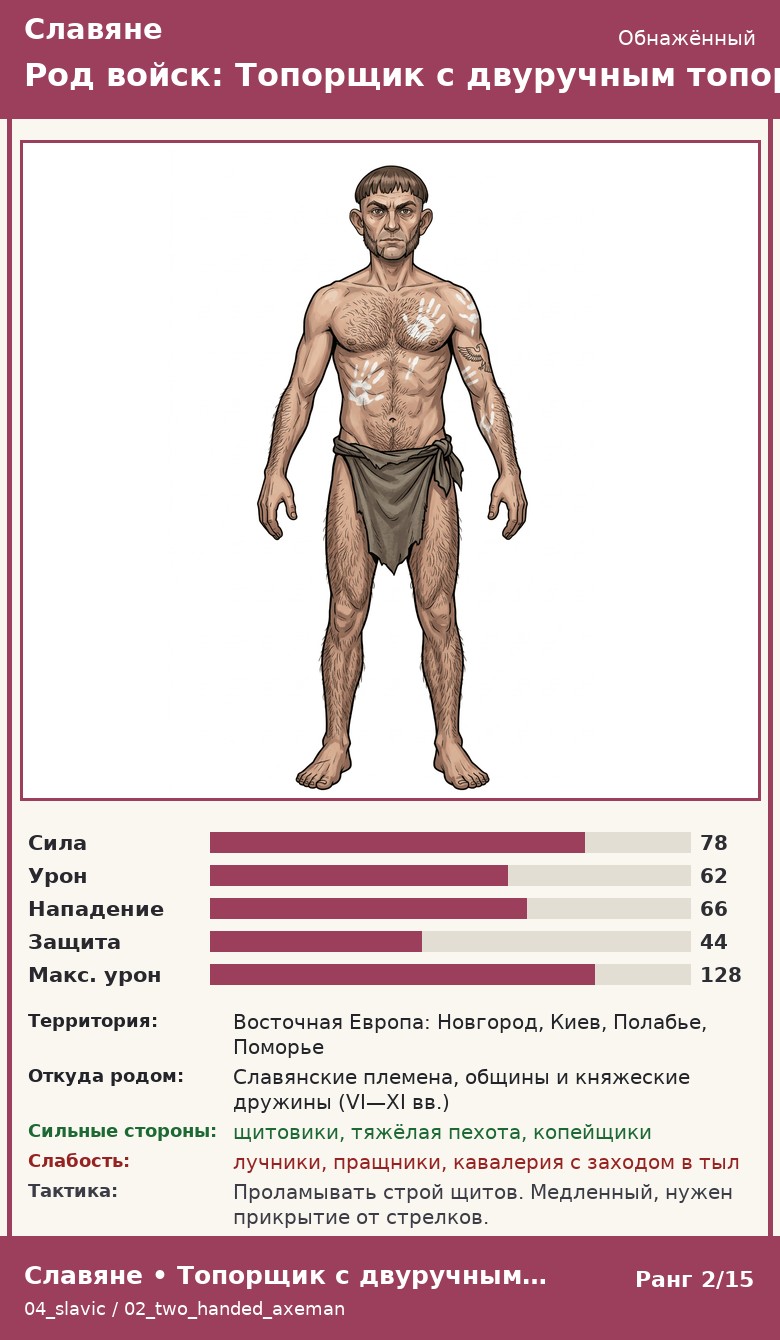 Славяне
Обнажённый
Род войск: Топорщик с двуручным топор
Сила 78
Урон 62
Нападение 66
Защита 44
Макс. урон 128
Территория: Восточная Европа: Новгород, Киев, Полабье,
Поморье
Откуда родом: Славянские племена, общины и княжеские
дружины (VI—XI вв.)
Сильные стороны: щитовики, тяжёлая пехота, копейщики
Слабость: лучники, пращники, кавалерия с заходом в тыл
Тактика: Проламывать строй щитов. Медленный, нужен
прикрытие от стрелков.
Славяне • Топорщик с двуручным…
Ранг 2/15
04_slavic / 02_two_handed_axeman